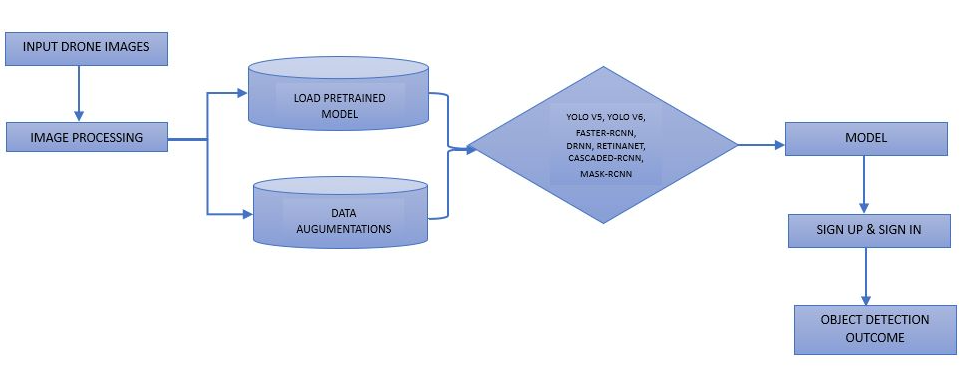 INPUT DRONE IMAGES
IMAGE PROCESSING
LOAD PRETRAINED
MODEL
DATA
AUGUMENTATIONS
YOLO V5, YOLO V6,
FASTER-RCNN,
DRNN, RETINANET,
CASCADED-RCNN,
MASK-RCNN
MODEL
SIGN UP & SIGN IN
OBJECT DETECTION
OUTCOME